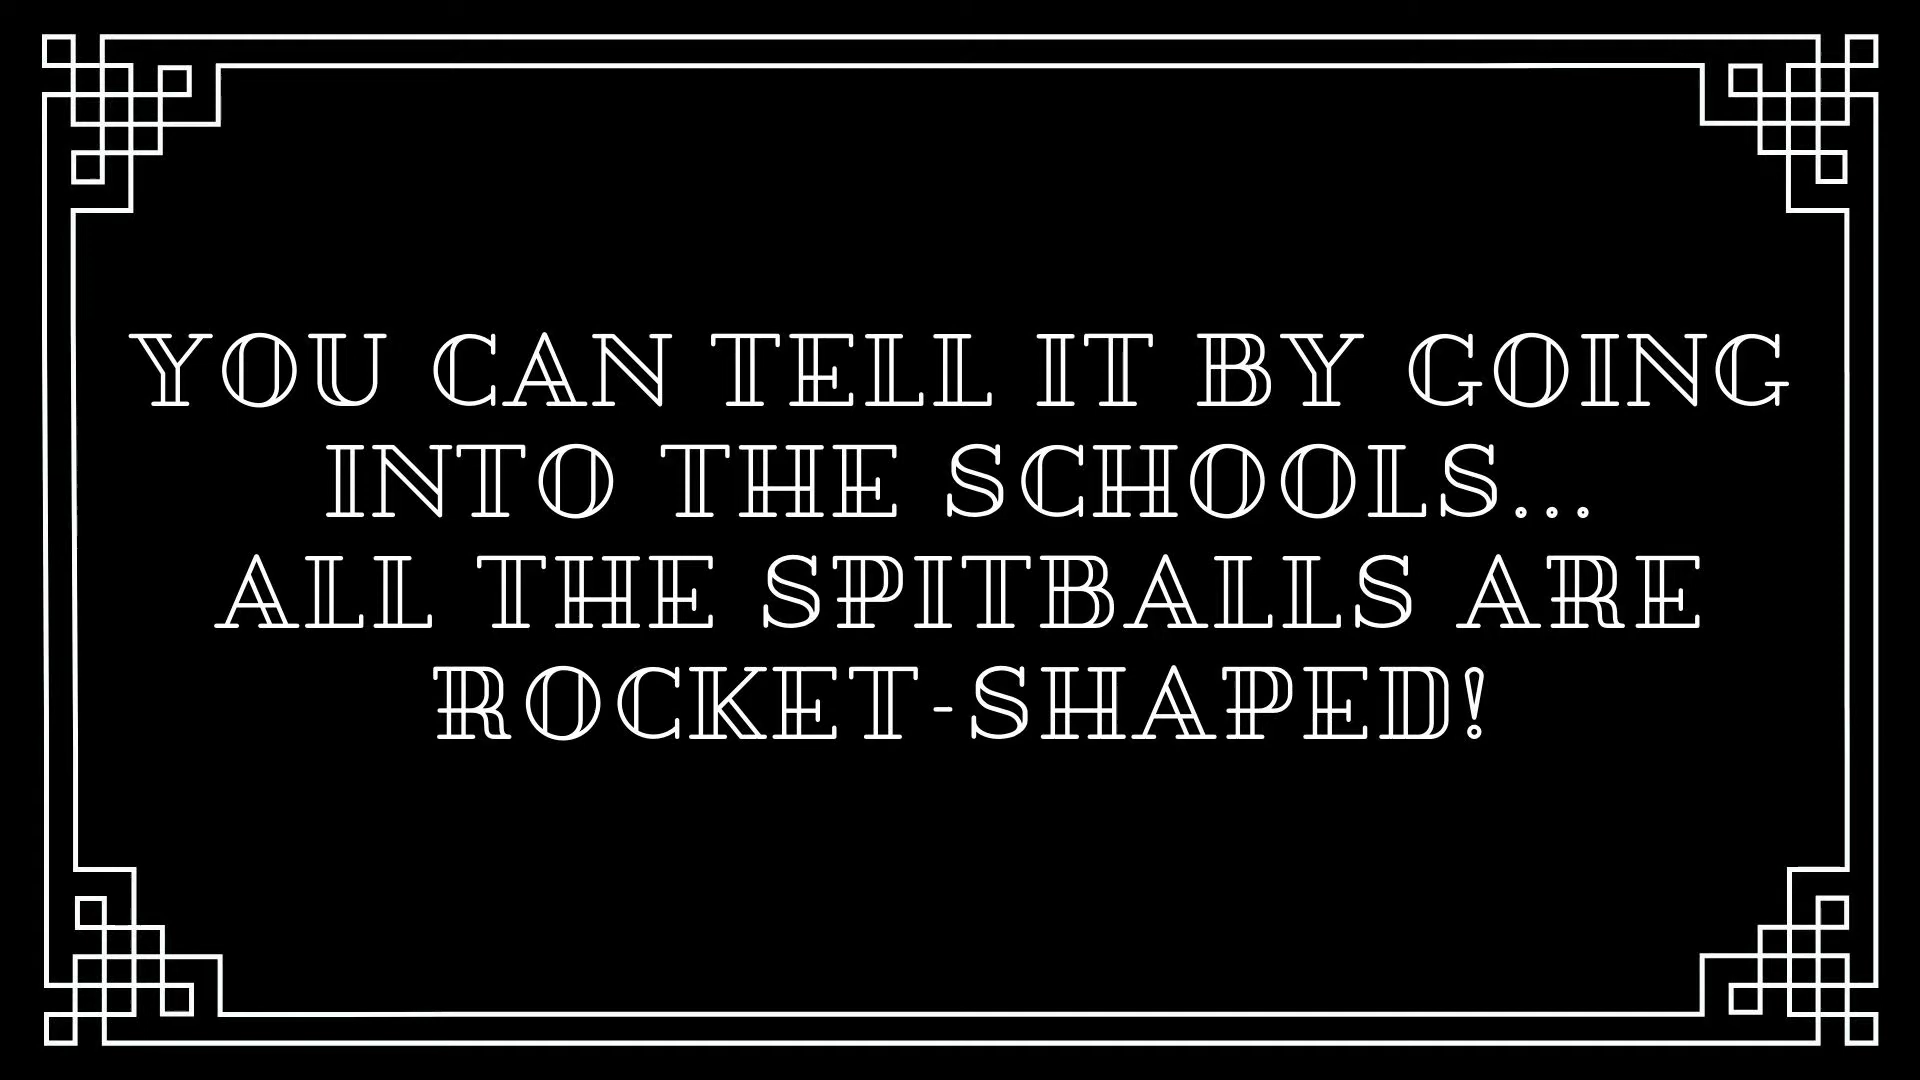 YOU CAN TELL IT BY GOING
INTO THE SCHOOLS...
ALL THE SPITBALLS ARE
ROCKET-SHAPED!